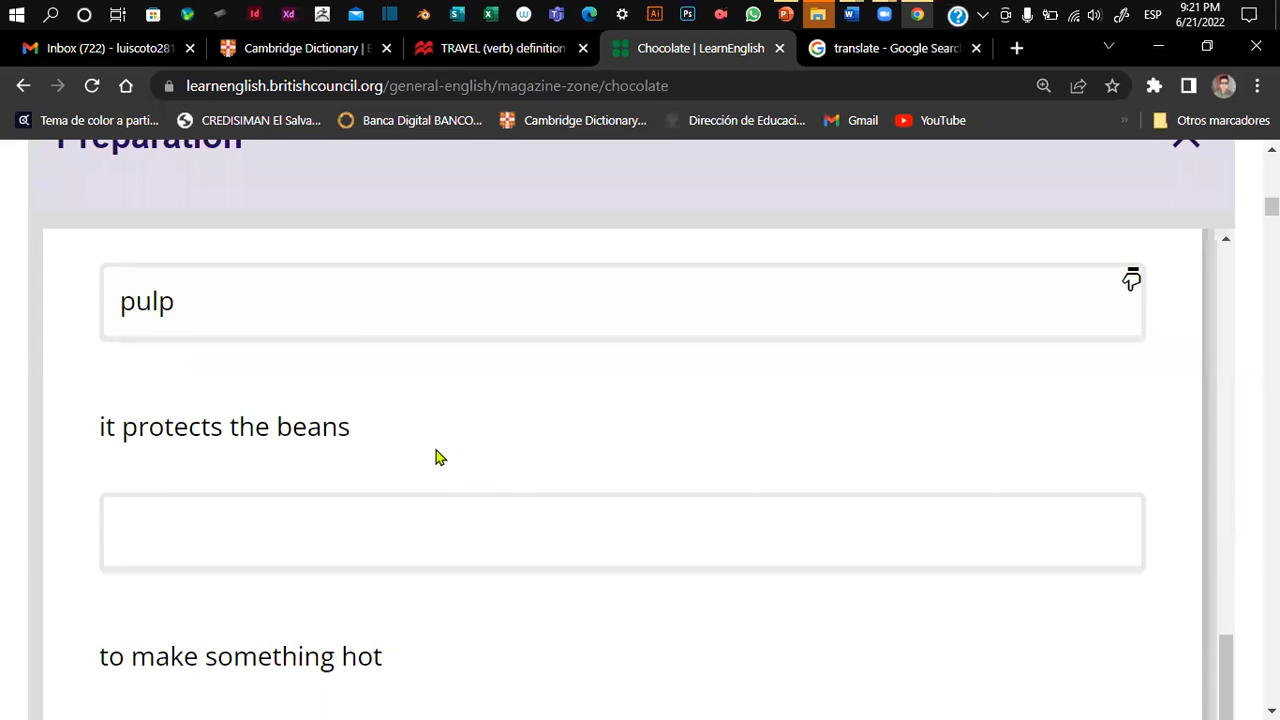 9:21 PM
ESP
6/21/2022
Inbox (722) - luiscoto281
Cambridge Dictionary | E
TRAVEL (verb) definition
Chocolate | LearnEnglish
translate - Google Search
learnenglish.britishcouncil.org/general-english/magazine-zone/chocolate
Tema de color a parti...
CREDISIMAN El Salva...
Banca Digital BANCO...
Cambridge Dictionary...
Dirección de Educaci...
Gmail
YouTube
»
Otros marcadores
Preparation
pulp
it protects the beans
to make something hot